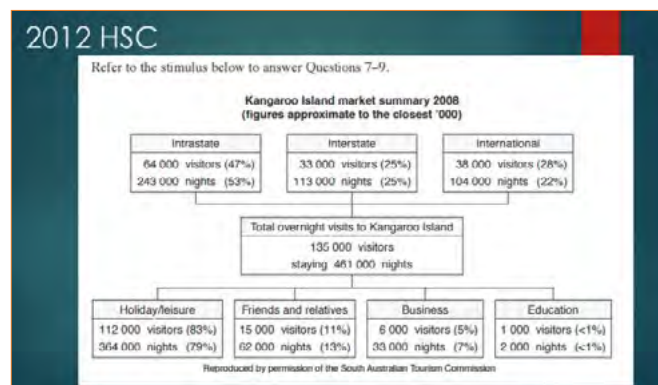 2012 HSC
Refer to the stimulus below to answer Questions 7–9.
Kangaroo Island market summary 2008
(figures approximate to the closest '000)
Intrastate
64 000 visitors (47%)
243 000 nights (53%)
Interstate
33 000 visitors (25%)
113 000 nights (25%)
International
38 000 visitors (28%)
104 000 nights (22%)
Total overnight visits to Kangaroo Island
135 000 visitors
staying 461 000 nights
Holiday/leisure
112 000 visitors (83%)
364 000 nights (79%)
Friends and relatives
15 000 visitors (11%)
62 000 nights (13%)
Business
6 000 visitors (5%)
33 000 nights (7%)
Education
1 000 visitors (<1%)
2 000 nights (<1%)
Reproduced by permission of the South Australian Tourism Commission